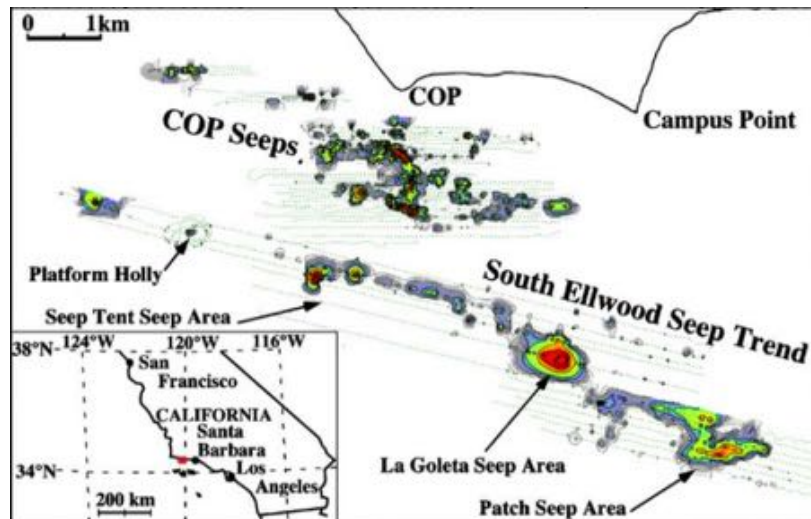 0 1km
COP
Campus Point
COP Seeps
Platform Holly
Seep Tent Seep Area
South Ellwood Seep Trend
La Goleta Seep Area
Patch Seep Area
124°W 120°W 116°W
38°N
San
Francisco
CALIFORNIA
Santa
Barbara
Los
Angeles
34°N
200 km